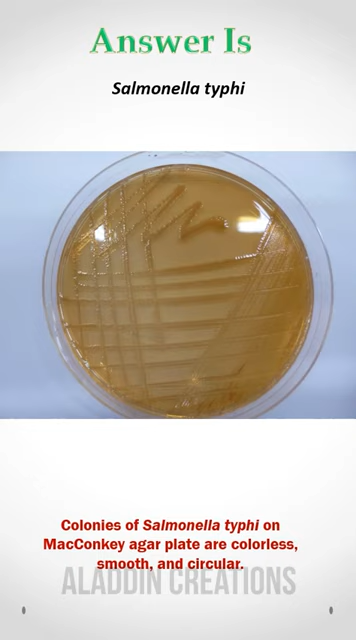 Answer Is
Salmonella typhi
Colonies of Salmonella typhi on
MacConkey agar plate are colorless,
smooth, and circular.
ALADDIN CREATIONS